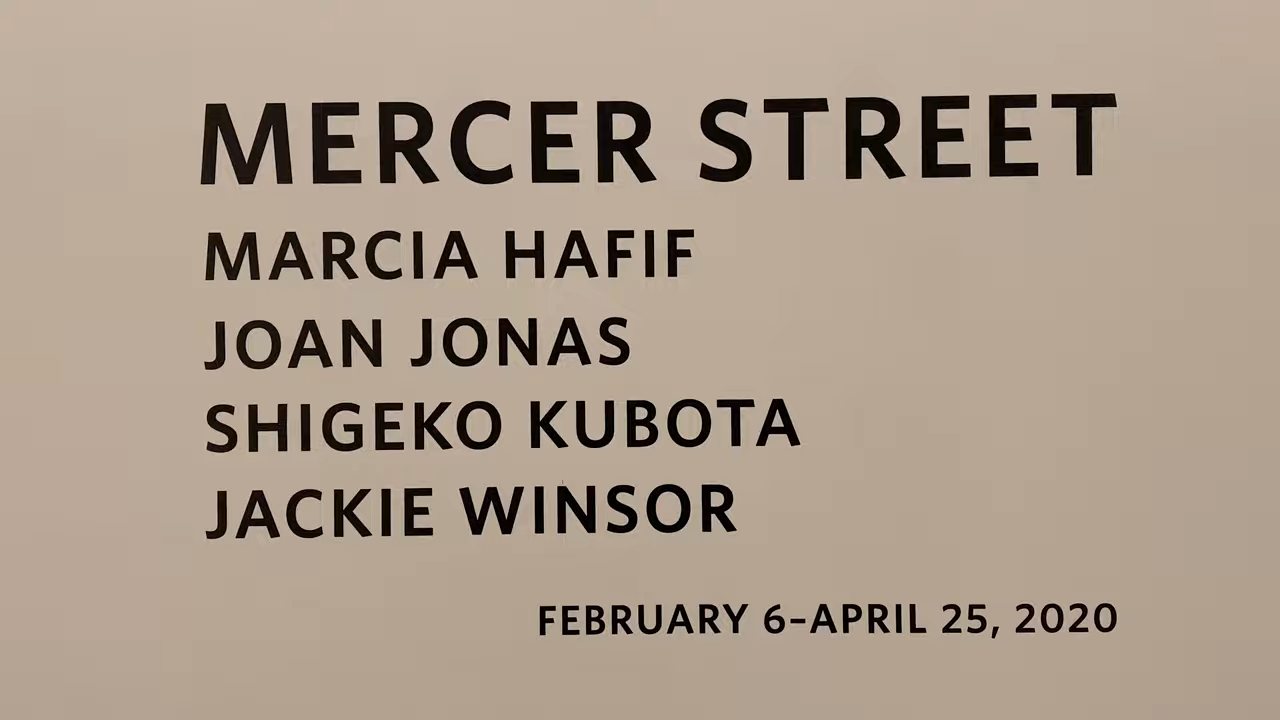 MERCER STREET
MARCIA HAFIF
JOAN JONAS
SHIGEKO KUBOTA
JACKIE WINSOR
FEBRUARY 6–APRIL 25, 2020